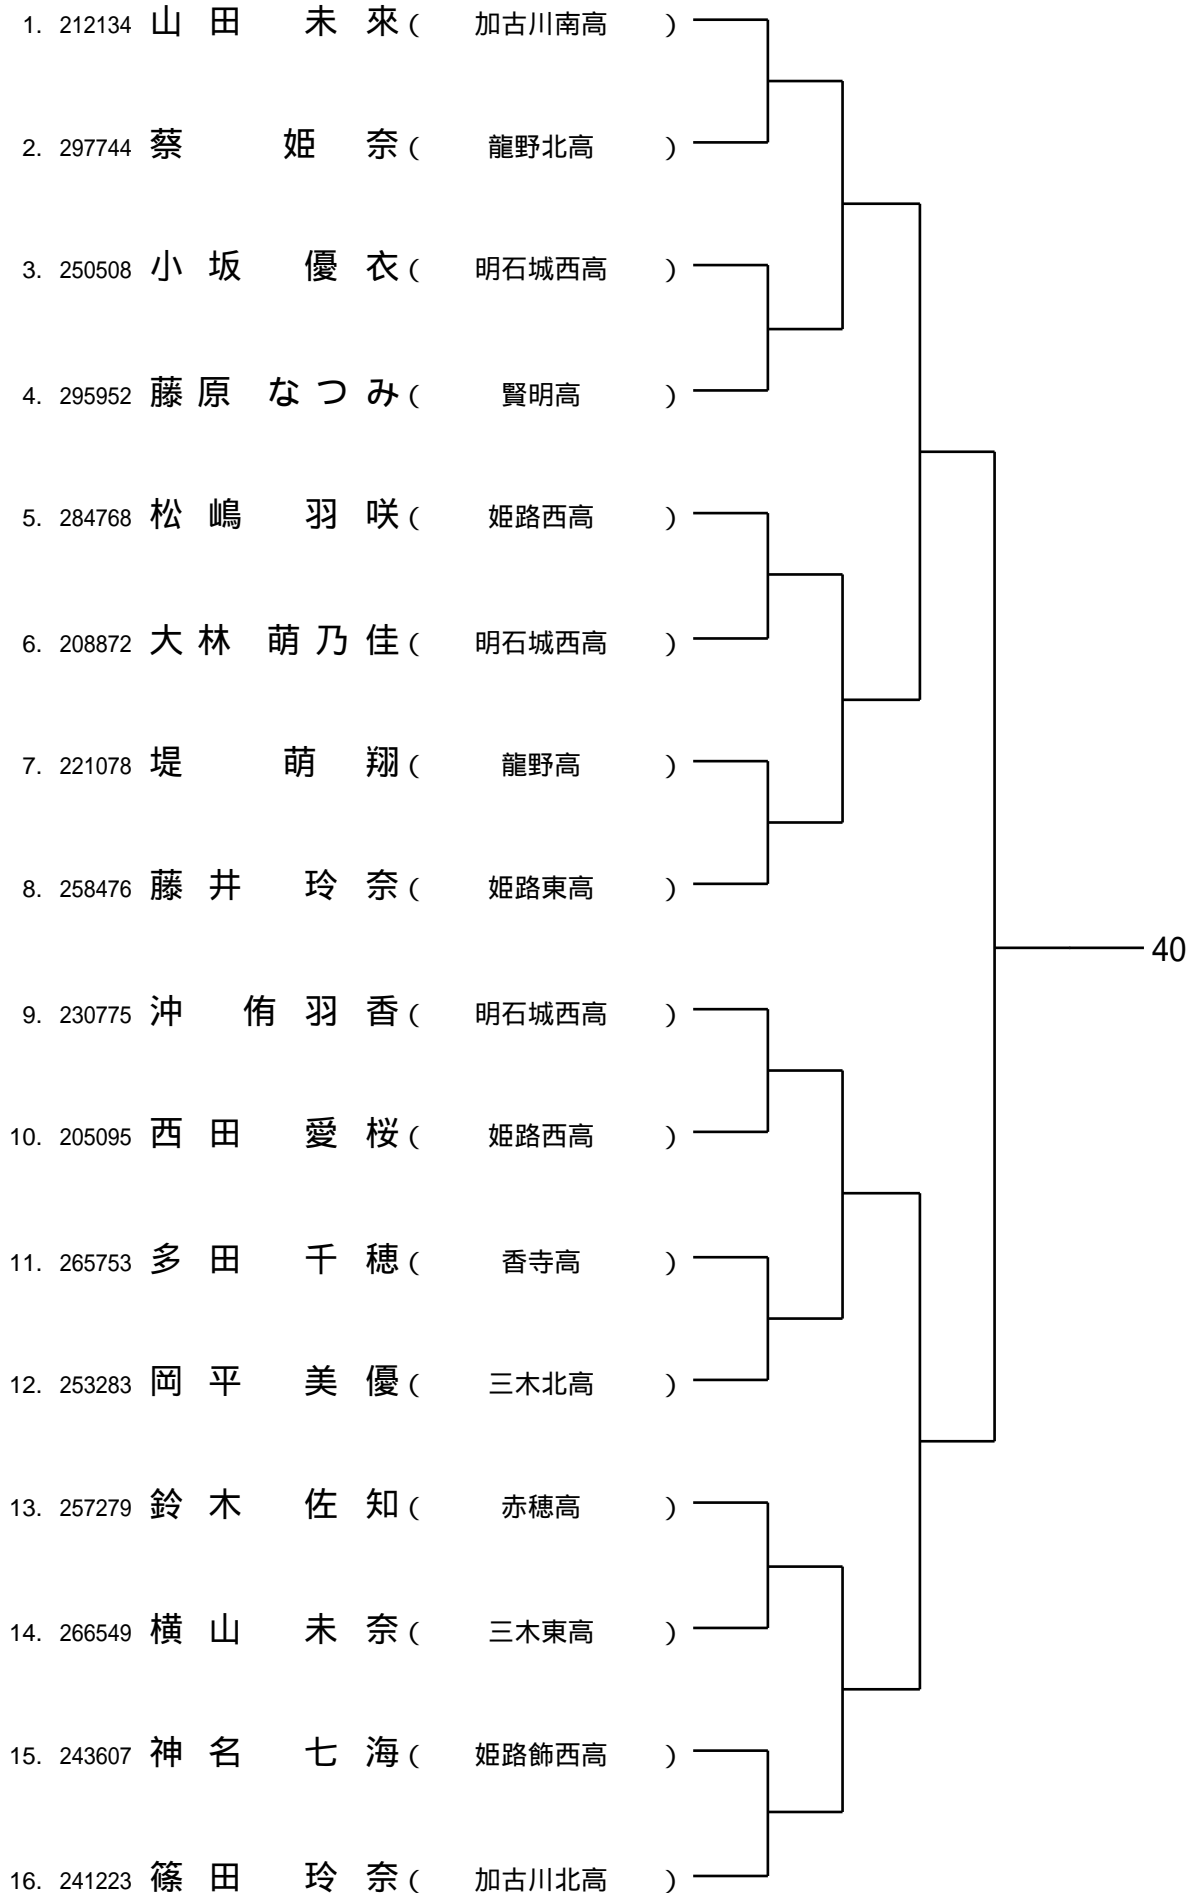 1. 212134 山田 未來( 加古川南高 )
2. 297744 蔡 姫奈( 龍野北高 )
3. 250508 小坂 優衣( 明石城西高 )
4. 295952 藤原 なつみ( 賢明高 )
5. 284768 松嶋 羽咲( 姫路西高 )
6. 208872 大林 萌乃佳( 明石城西高 )
7. 221078 堤 萌翔( 龍野高 )
8. 258476 藤井 玲奈( 姫路東高 )
40
9. 230775 沖 侑羽香( 明石城西高 )
10. 205095 西田 愛桜( 姫路西高 )
11. 265753 多田 千穂( 香寺高 )
12. 253283 岡平 美優( 三木北高 )
13. 257279 鈴木 佐知( 赤穂高 )
14. 266549 横山 未奈( 三木東高 )
15. 243607 神名 七海( 姫路飾西高 )
16. 241223 篠田 玲奈( 加古川北高 )